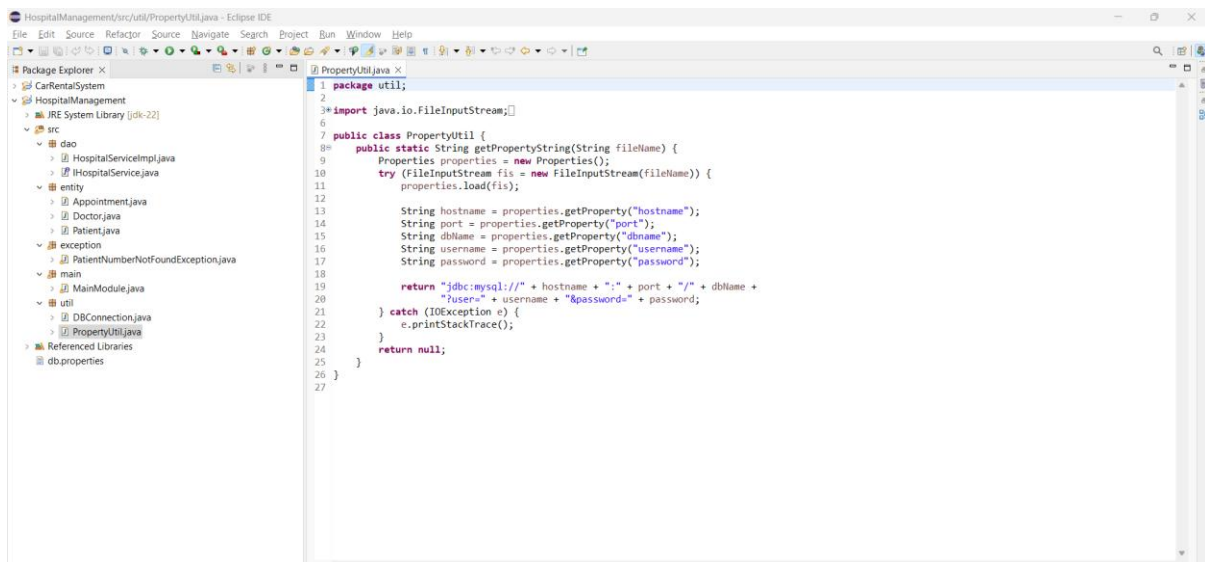 HospitalManagement/src/util/PropertyUtil.java - Eclipse IDE
File Edit Source Refactor Source Navigate Search Project Run Window Help
Package Explorer
PropertyUtil.java
CarRentalSystem
HospitalManagement
JRE System Library [jdk-22]
src
dao
HospitalServiceImpl.java
IHospitalService.java
entity
Appointment.java
Doctor.java
Patient.java
exception
PatientNumberNotFoundException.java
main
MainModule.java
util
DBConnection.java
PropertyUtil.java
Referenced Libraries
db.properties
1 package util;
2
3 import java.io.FileInputStream;
6
7 public class PropertyUtil {
8 public static String getPropertyString(String fileName) {
9 Properties properties = new Properties();
10 try (FileInputStream fis = new FileInputStream(fileName)) {
11 properties.load(fis);
12
13 String hostname = properties.getProperty("hostname");
14 String port = properties.getProperty("port");
15 String dbName = properties.getProperty("dbname");
16 String username = properties.getProperty("username");
17 String password = properties.getProperty("password");
18
19 return "jdbc:mysql://" + hostname + ":" + port + "/" + dbName +
20 "?user=" + username + "&password=" + password;
21 } catch (IOException e) {
22 e.printStackTrace();
23 }
24 return null;
25 }
26 }
27